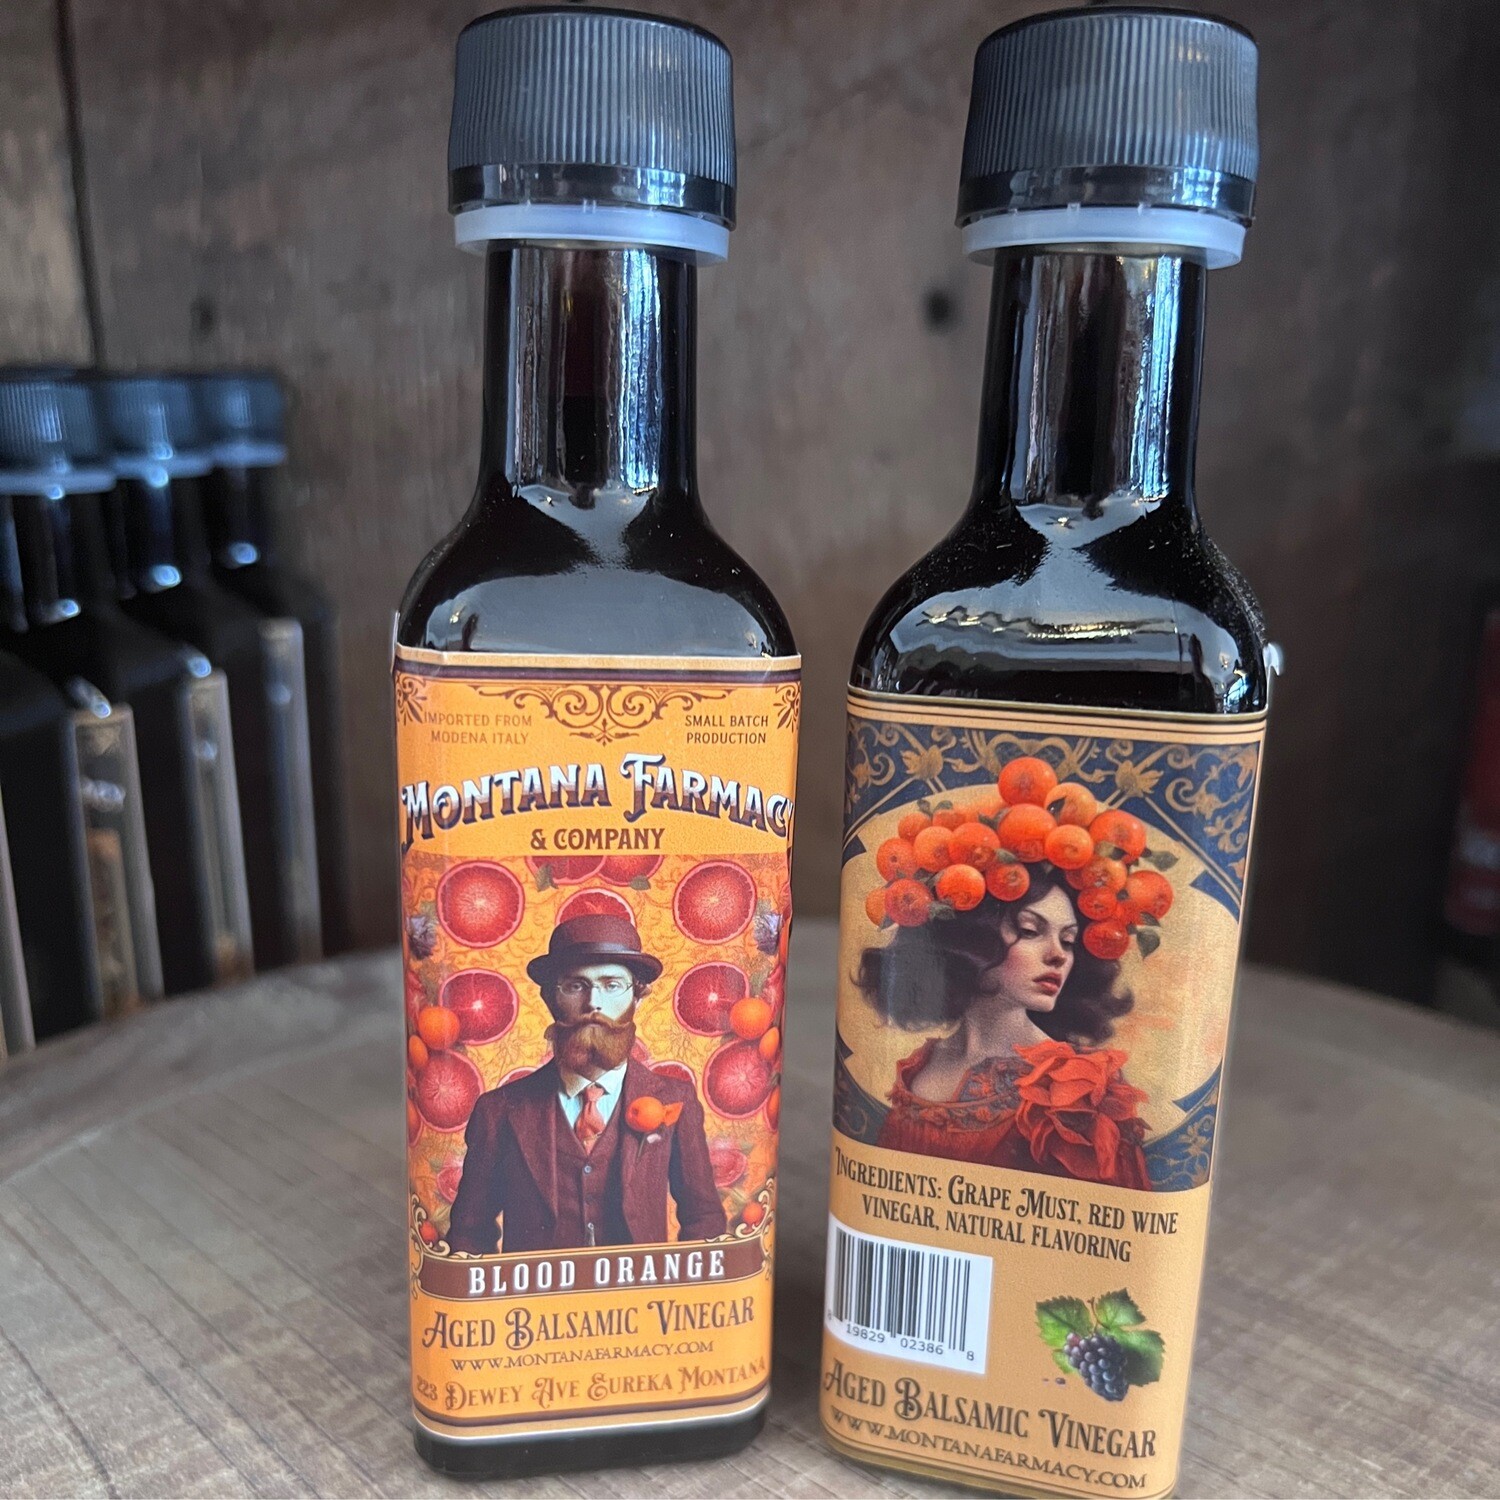 IMPORTED FROM
MODENA ITALY
SMALL BATCH
PRODUCTION
MONTANA FARMACY
& COMPANY
BLOOD ORANGE
AGED BALSAMIC VINEGAR
WWW.MONTANAFARMACY.COM
223 DEWEY AVE EUREKA MONTANA
INGREDIENTS: GRAPE MUST, RED WINE
VINEGAR, NATURAL FLAVORING
19829 02386 8
AGED BALSAMIC VINEGAR
WWW.MONTANAFARMACY.COM